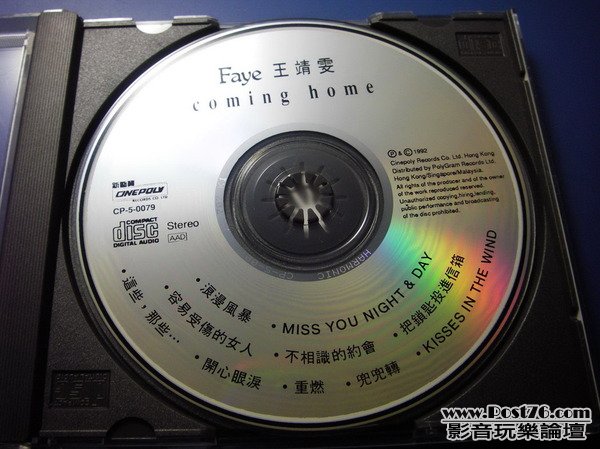 Faye 王靖雯
coming home
新藝寶
CINEPOLY
RECORDS CO. LTD.
CP-5-0079
COMPACT
disc
DIGITAL AUDIO
Stereo
AAD
℗ & © 1992
Cinepoly Records Co. Ltd. Hong Kong
Distributed by PolyGram Records Ltd.
Hong Kong/Singapore/Malaysia.
All rights of the producer and of the owner
of the work reproduced reserved.
Unauthorized copying,hiring,lending,
public performance and broadcasting
of the disc prohibited.
HARMONIC
浪漫風暴
MISS YOU NIGHT & DAY
把鎖匙投進信箱
這些，那些…
容易受傷的女人
不相識的約會
KISSES IN THE WIND
開心眼淚
重燃
兜兜轉
www.Post76.com
影音玩樂論壇